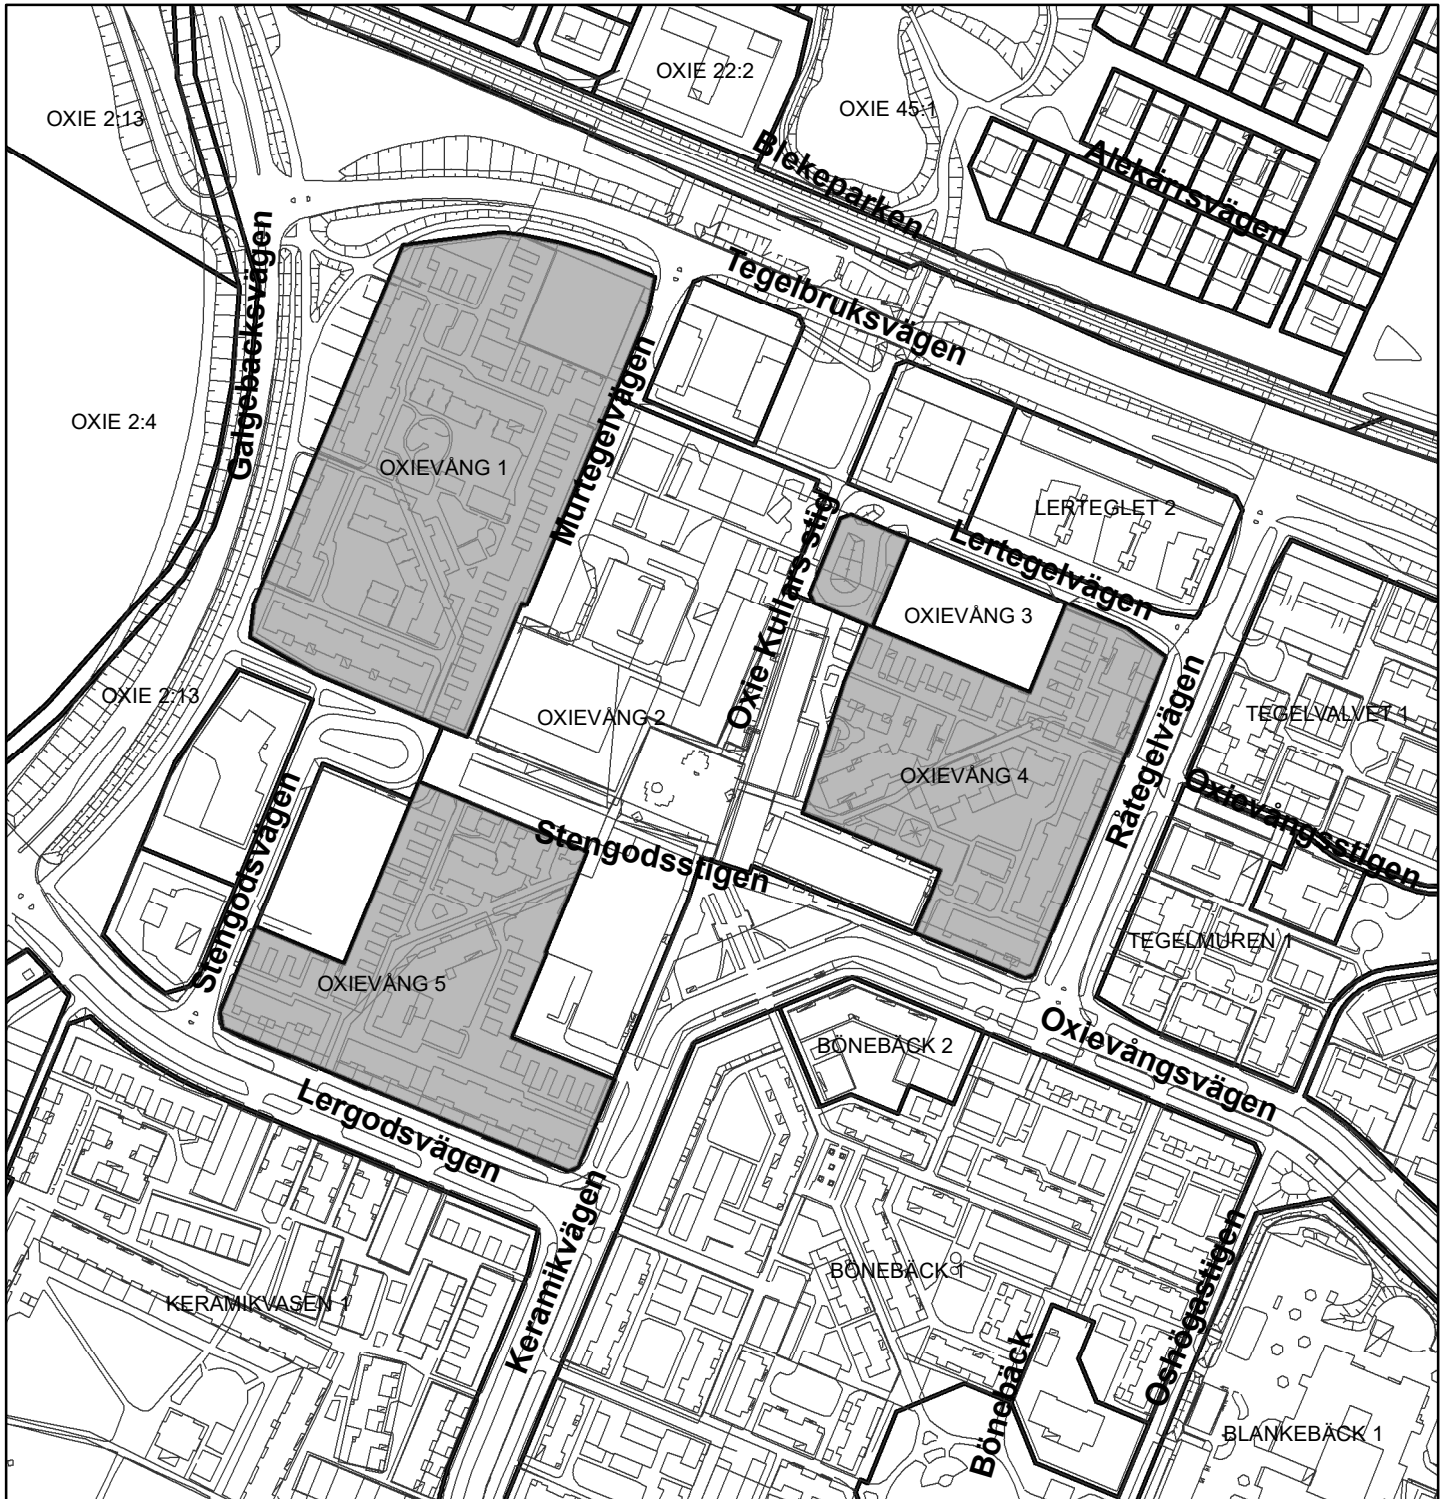 OXIE 22:2
OXIE 2:13
OXIE 45:1
Blekeparken
Alekärrsvägen
Galgebacksvägen
Tegelbruksvägen
OXIE 2:4
Murtegelvägen
OXIEVÅNG 1
LERTEGLET 2
Lertegelvägen
Oxie Kullars stig
OXIEVÅNG 3
OXIE 2:13
OXIEVÅNG 2
TEGELVALVET 1
Råtegelvägen
OXIEVÅNG 4
Oxievångsstigen
Stengodsvägen
Stengodsstigen
TEGELMUREN 1
OXIEVÅNG 5
BÖNEBÄCK 2
Oxievångsvägen
Lergodsvägen
Keramikvägen
BÖNEBÄCK 1
KERAMIKVASEN 1
Oshögastigen
Bönebäck
BLANKEBÄCK 1